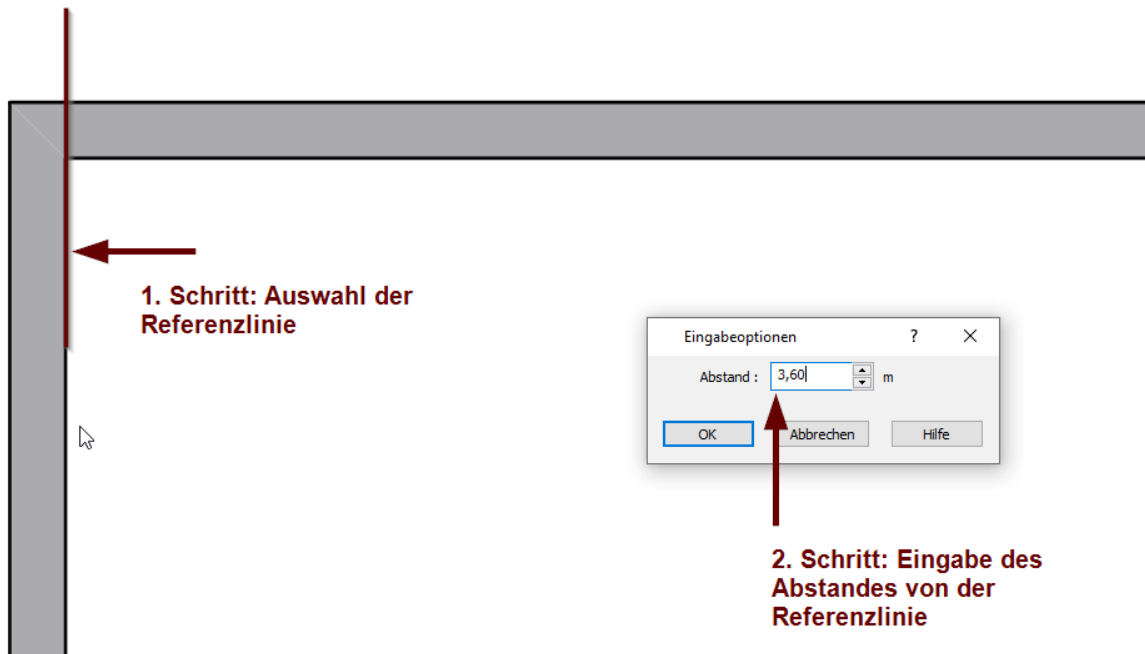 1. Schritt: Auswahl der
Referenzlinie
Eingabeoptionen ?
Abstand : 3,60 m
OK Abbrechen Hilfe
2. Schritt: Eingabe des
Abstandes von der
Referenzlinie